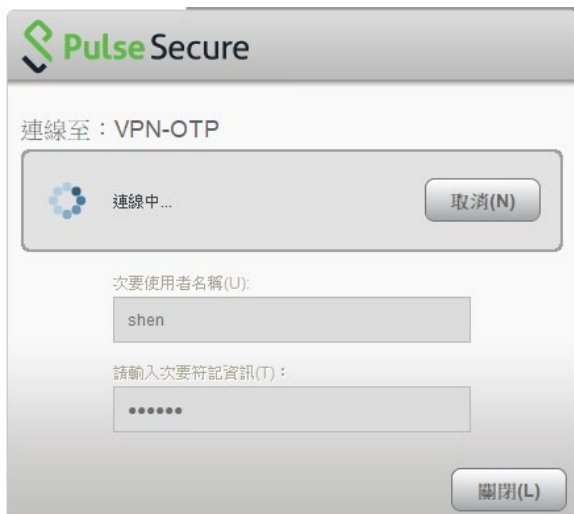 Pulse Secure
連線至：VPN-OTP
連線中...
取消(N)
次要使用者名稱(U):
shen
請輸入次要符記資訊(T)：
●●●●●●
關閉(L)